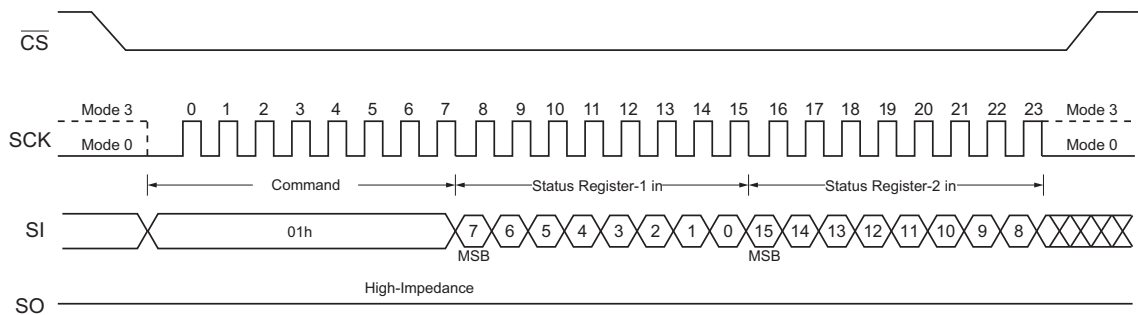 CS
Mode 3 0 1 2 3 4 5 6 7 8 9 10 11 12 13 14 15 16 17 18 19 20 21 22 23 Mode 3
SCK
Mode 0 Mode 0
Command Status Register-1 in Status Register-2 in
SI 01h 7 6 5 4 3 2 1 0 15 14 13 12 11 10 9 8
MSB MSB
High-Impedance
SO